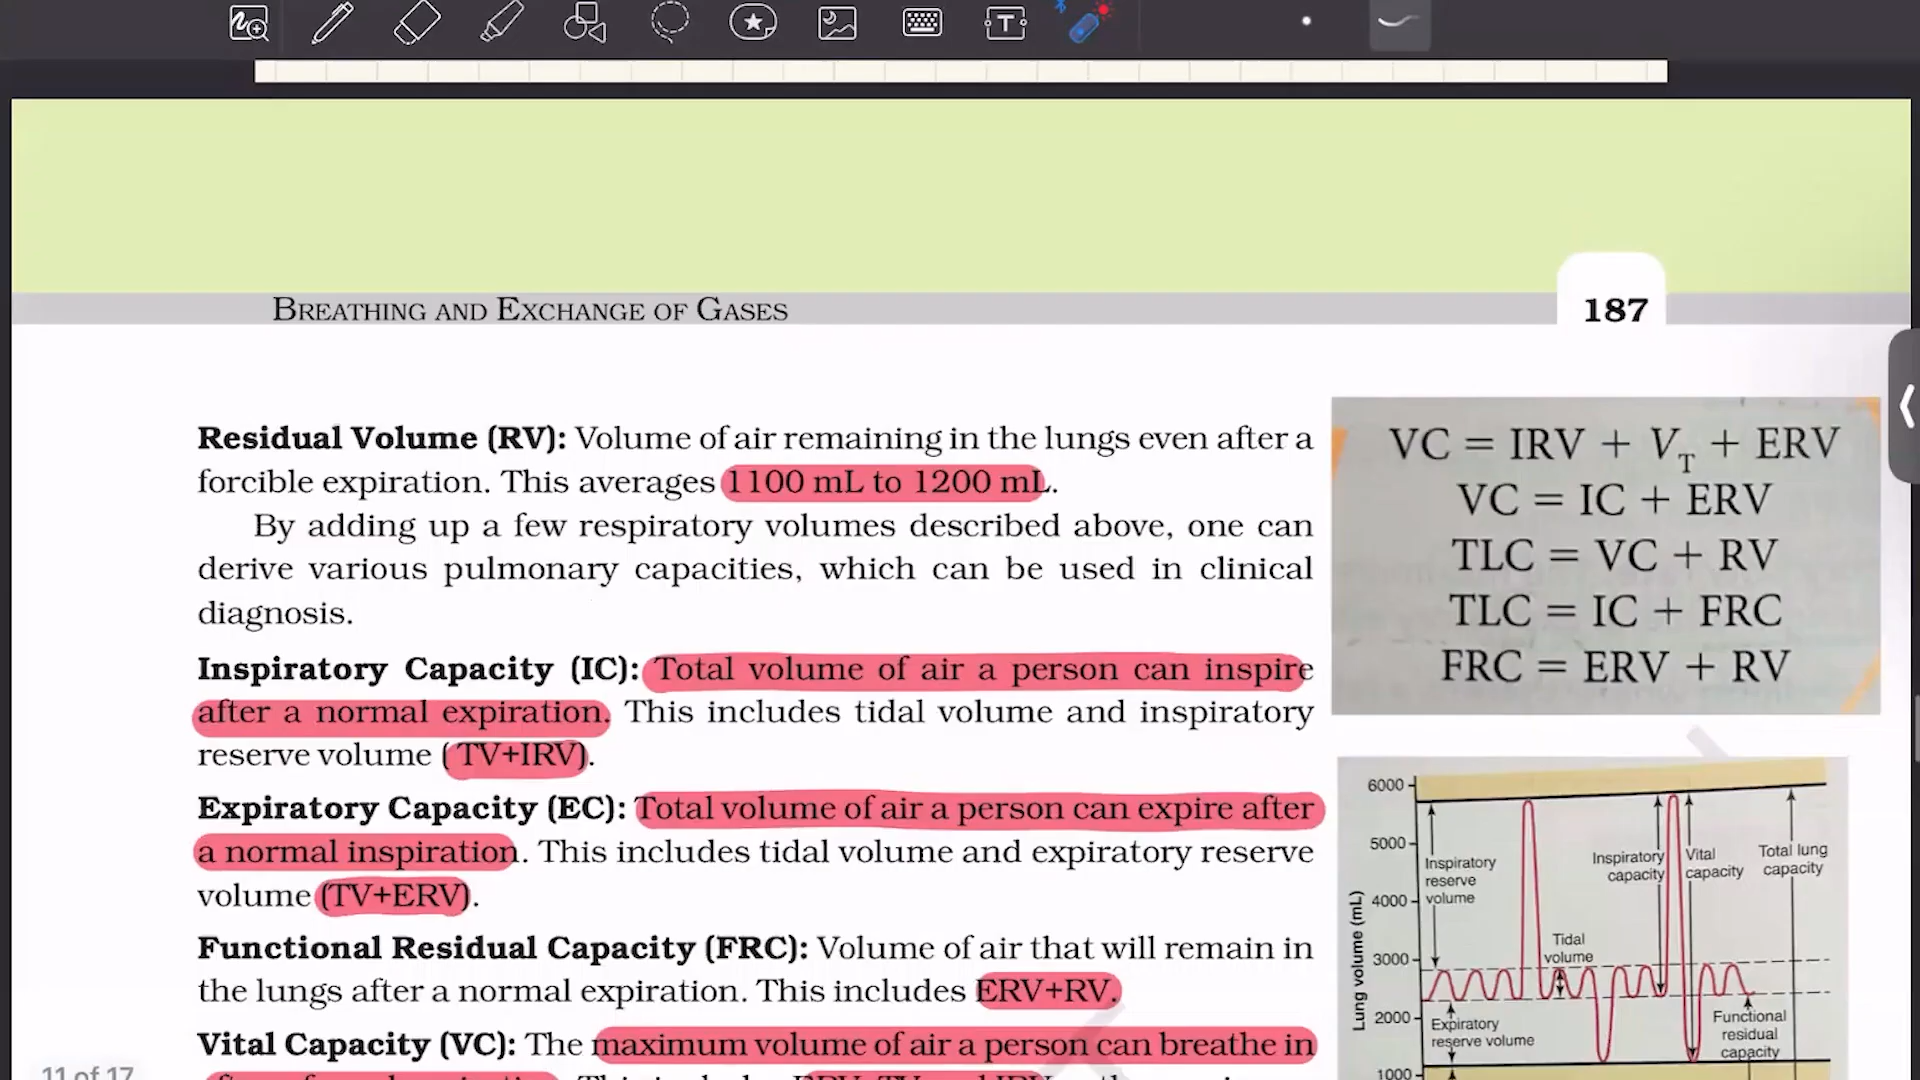 BREATHING AND EXCHANGE OF GASES
187
Residual Volume (RV): Volume of air remaining in the lungs even after a
forcible expiration. This averages 1100 mL to 1200 mL.
By adding up a few respiratory volumes described above, one can
derive various pulmonary capacities, which can be used in clinical
diagnosis.
Inspiratory Capacity (IC): Total volume of air a person can inspire
after a normal expiration. This includes tidal volume and inspiratory
reserve volume ( TV+IRV).
Expiratory Capacity (EC): Total volume of air a person can expire after
a normal inspiration. This includes tidal volume and expiratory reserve
volume (TV+ERV).
Functional Residual Capacity (FRC): Volume of air that will remain in
the lungs after a normal expiration. This includes ERV+RV.
Vital Capacity (VC): The maximum volume of air a person can breathe in
11 of 17
VC = IRV + VT + ERV
VC = IC + ERV
TLC = VC + RV
TLC = IC + FRC
FRC = ERV + RV
Lung volume (mL)
6000
5000
4000
3000
2000
1000
Inspiratory
reserve
volume
Tidal
volume
Inspiratory
capacity
Vital
capacity
Total lung
capacity
Expiratory
reserve volume
Functional
residual
capacity